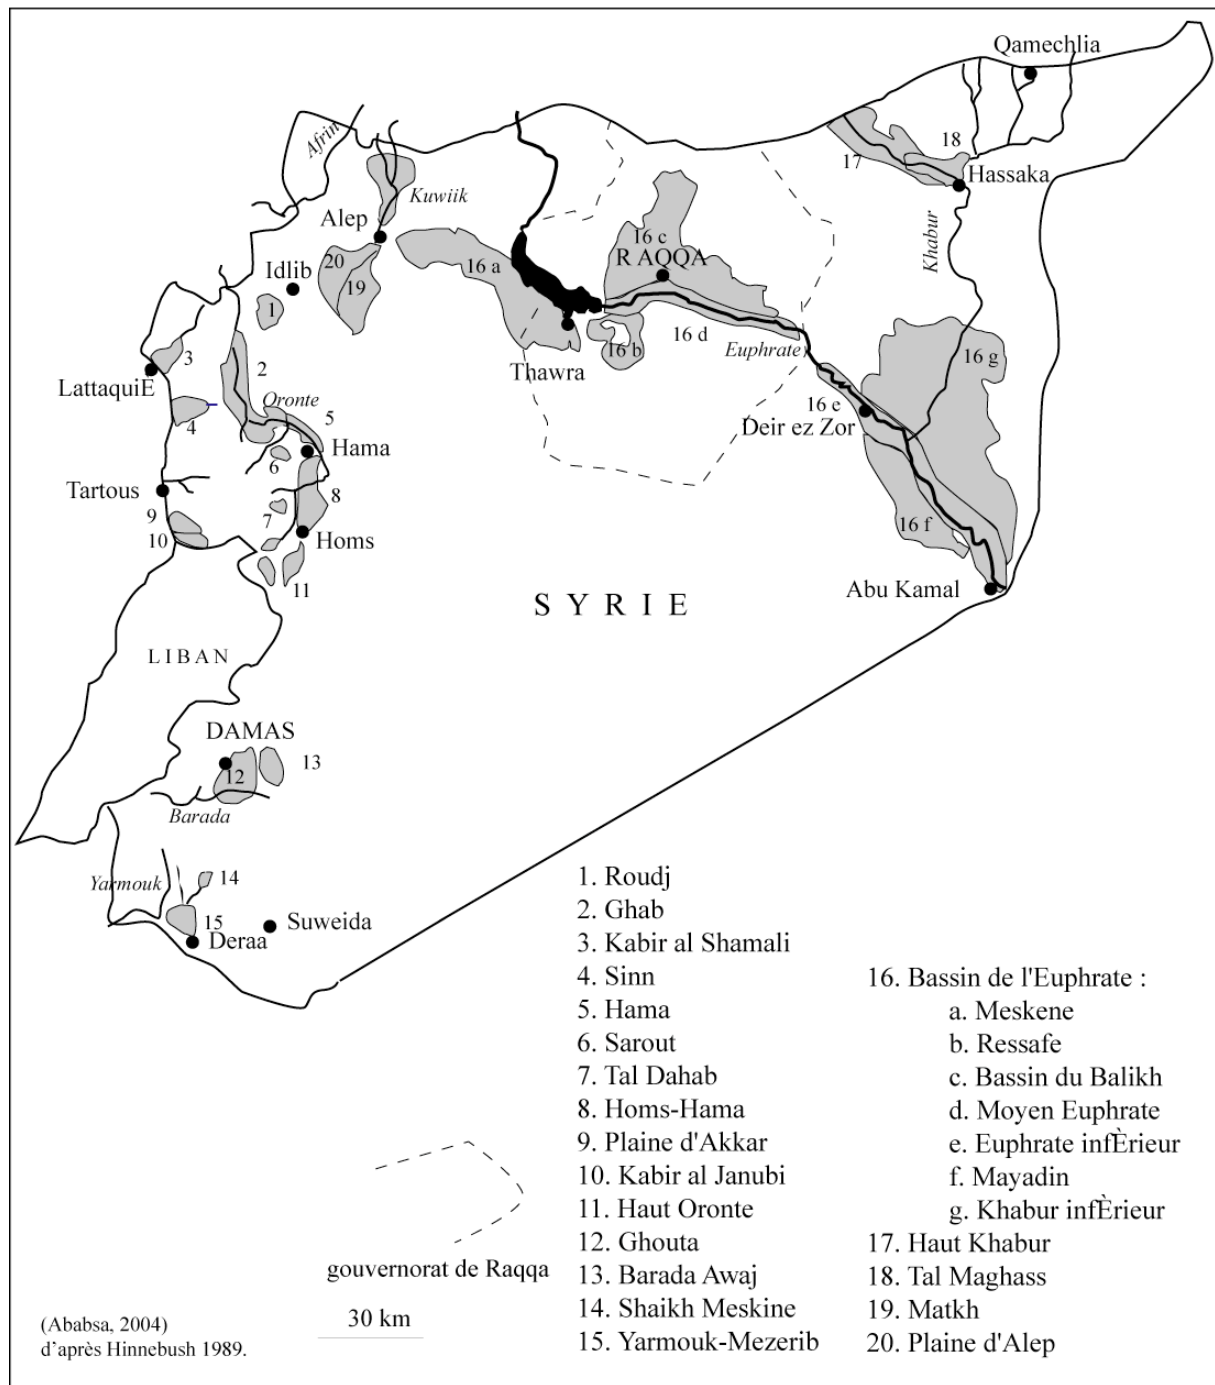 Qamechlia
Afrin
18
17
Hassaka
Kuwiik
Alep
Khabur
16 c
RAQQA
20
16 a
Idlib
19
1
16 d
16 b
Euphrate
16 g
3
2
Thawra
LattaquiE
Oronte
16 e
4
5
Deir ez Zor
Hama
6
Tartous
8
9
7
16 f
10
Homs
11
Abu Kamal
SYRIE
LIBAN
DAMAS
13
12
Barada
Yarmouk
14
15
Suweida
Deraa
1. Roudj
2. Ghab
3. Kabir al Shamali
4. Sinn
5. Hama
6. Sarout
7. Tal Dahab
8. Homs-Hama
9. Plaine d'Akkar
10. Kabir al Janubi
11. Haut Oronte
12. Ghouta
13. Barada Awaj
14. Shaikh Meskine
15. Yarmouk-Mezerib
16. Bassin de l'Euphrate :
a. Meskene
b. Ressafe
c. Bassin du Balikh
d. Moyen Euphrate
e. Euphrate infÈrieur
f. Mayadin
g. Khabur infÈrieur
17. Haut Khabur
18. Tal Maghass
19. Matkh
20. Plaine d'Alep
gouvernorat de Raqqa
30 km
(Ababsa, 2004)
d'après Hinnebush 1989.